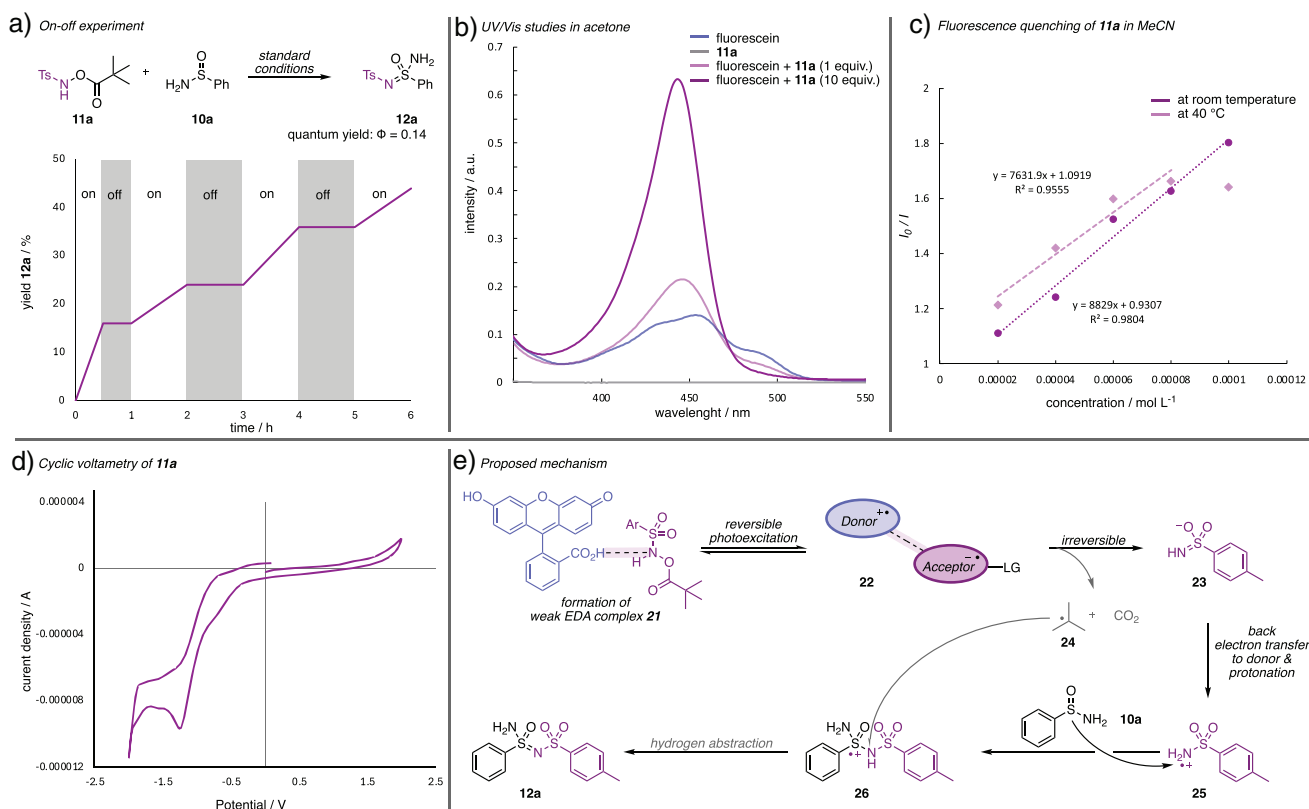 a) On-off experiment
Ts N H O O
11a
+
O S H2N Ph
10a
standard
conditions
Ts N O NH2 S Ph
12a
quantum yield: Φ = 0.14
50
40
30
20
10
0
yield 12a / %
on off on off on off on
0 1 2 3 4 5 6
time / h
b) UV/Vis studies in acetone
fluorescein
11a
fluorescein + 11a (1 equiv.)
fluorescein + 11a (10 equiv.)
0.7
0.6
0.5
0.4
0.3
0.2
0.1
0
intensity / a.u.
400 450 500 550
wavelenght / nm
c) Fluorescence quenching of 11a in MeCN
at room temperature
at 40 °C
2
1.8
1.6
1.4
1.2
1
I0 / I
y = 7631.9x + 1.0919
R² = 0.9555
y = 8829x + 0.9307
R² = 0.9804
0 0.00002 0.00004 0.00006 0.00008 0.0001 0.00012
concentration / mol L-1
d) Cyclic voltametry of 11a
0.000004
0
-0.000004
-0.000008
-0.000012
curent density / A
-2.5 -1.5 -0.5 0.5 1.5 2.5
Potential / V
e) Proposed mechanism
HO O O
CO2H
Ar S O O
N H O
O
formation of
weak EDA complex 21
reversible
photoexcitation
Donor +•
Acceptor −• LG
22
irreversible
-O O
S
HN
23
24
+ CO2
back
electron transfer
to donor &
protonation
O
S
NH2
10a
O O
S
H2N
•+
25
H2N O O O
S N S
12a
hydrogen abstraction
H2N O O O
S N S
•+ H
26